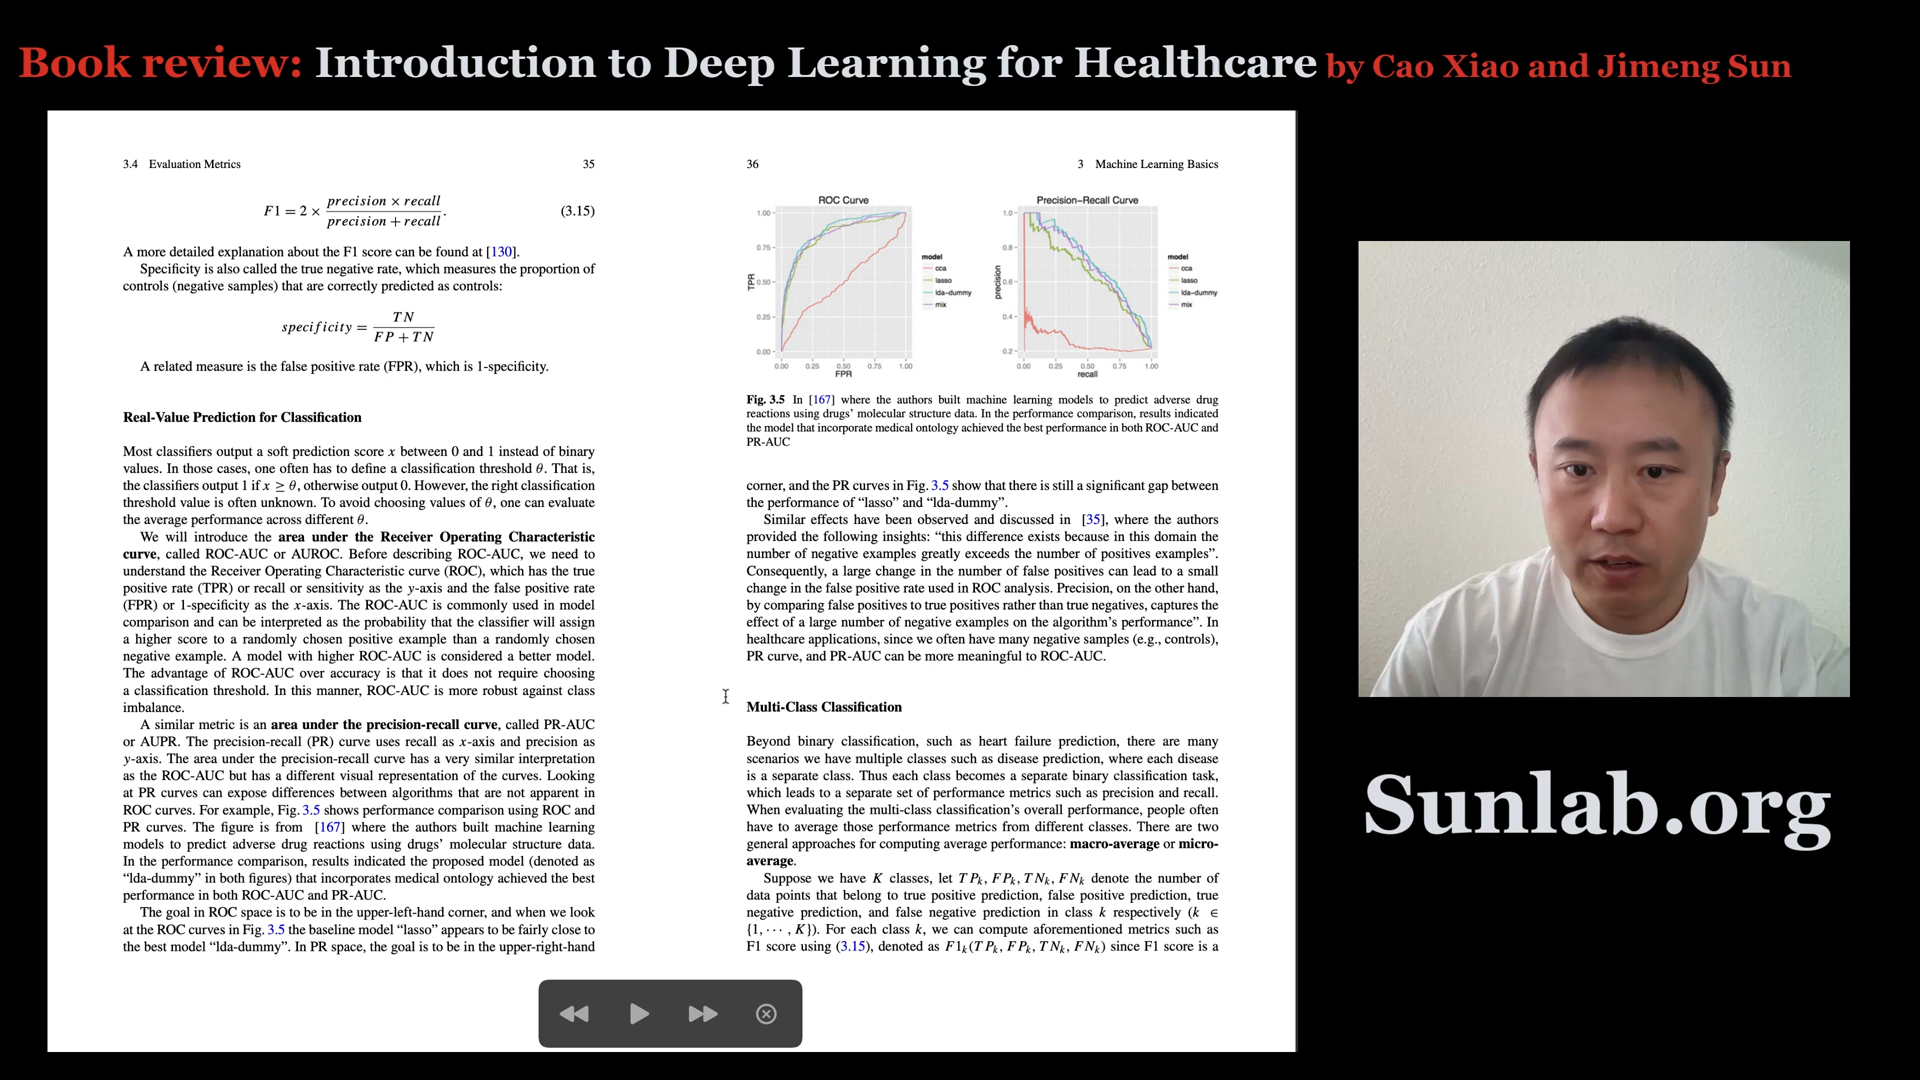 Book review: Introduction to Deep Learning for Healthcare by Cao Xiao and Jimeng Sun
3.4 Evaluation Metrics 35
F1 = 2 × precision × recall / precision + recall . (3.15)
A more detailed explanation about the F1 score can be found at [130].
Specificity is also called the true negative rate, which measures the proportion of
controls (negative samples) that are correctly predicted as controls:
specificity = TN / FP + TN
A related measure is the false positive rate (FPR), which is 1-specificity.
Real-Value Prediction for Classification
Most classifiers output a soft prediction score x between 0 and 1 instead of binary
values. In those cases, one often has to define a classification threshold θ. That is,
the classifiers output 1 if x ≥ θ, otherwise output 0. However, the right classification
threshold value is often unknown. To avoid choosing values of θ, one can evaluate
the average performance across different θ.
We will introduce the area under the Receiver Operating Characteristic
curve, called ROC-AUC or AUROC. Before describing ROC-AUC, we need to
understand the Receiver Operating Characteristic curve (ROC), which has the true
positive rate (TPR) or recall or sensitivity as the y-axis and the false positive rate
(FPR) or 1-specificity as the x-axis. The ROC-AUC is commonly used in model
comparison and can be interpreted as the probability that the classifier will assign
a higher score to a randomly chosen positive example than a randomly chosen
negative example. A model with higher ROC-AUC is considered a better model.
The advantage of ROC-AUC over accuracy is that it does not require choosing
a classification threshold. In this manner, ROC-AUC is more robust against class
imbalance.
A similar metric is an area under the precision-recall curve, called PR-AUC
or AUPR. The precision-recall (PR) curve uses recall as x-axis and precision as
y-axis. The area under the precision-recall curve has a very similar interpretation
as the ROC-AUC but has a different visual representation of the curves. Looking
at PR curves can expose differences between algorithms that are not apparent in
ROC curves. For example, Fig. 3.5 shows performance comparison using ROC and
PR curves. The figure is from [167] where the authors built machine learning
models to predict adverse drug reactions using drugs' molecular structure data.
In the performance comparison, results indicated the proposed model (denoted as
“lda-dummy” in both figures) that incorporates medical ontology achieved the best
performance in both ROC-AUC and PR-AUC.
The goal in ROC space is to be in the upper-left-hand corner, and when we look
at the ROC curves in Fig. 3.5 the baseline model “lasso” appears to be fairly close to
the best model “lda-dummy”. In PR space, the goal is to be in the upper-right-hand
36 3 Machine Learning Basics
ROC Curve
1.00
0.75
0.50
0.25
0.00
TPR
0.00 0.25 0.50 0.75 1.00
FPR
model
cca
lasso
lda-dummy
mix
Precision-Recall Curve
1.0
0.8
0.6
0.4
0.2
precision
0.00 0.25 0.50 0.75 1.00
recall
model
cca
lasso
lda-dummy
mix
Fig. 3.5 In [167] where the authors built machine learning models to predict adverse drug
reactions using drugs' molecular structure data. In the performance comparison, results indicated
the model that incorporate medical ontology achieved the best performance in both ROC-AUC and
PR-AUC
corner, and the PR curves in Fig. 3.5 show that there is still a significant gap between
the performance of “lasso” and “lda-dummy”.
Similar effects have been observed and discussed in [35], where the authors
provided the following insights: “this difference exists because in this domain the
number of negative examples greatly exceeds the number of positives examples”.
Consequently, a large change in the number of false positives can lead to a small
change in the false positive rate used in ROC analysis. Precision, on the other hand,
by comparing false positives to true positives rather than true negatives, captures the
effect of a large number of negative examples on the algorithm's performance”. In
healthcare applications, since we often have many negative samples (e.g., controls),
PR curve, and PR-AUC can be more meaningful to ROC-AUC.
Multi-Class Classification
Beyond binary classification, such as heart failure prediction, there are many
scenarios we have multiple classes such as disease prediction, where each disease
is a separate class. Thus each class becomes a separate binary classification task,
which leads to a separate set of performance metrics such as precision and recall.
When evaluating the multi-class classification's overall performance, people often
have to average those performance metrics from different classes. There are two
general approaches for computing average performance: macro-average or micro-
average.
Suppose we have K classes, let TPₖ, FPₖ, TNₖ, FNₖ denote the number of
data points that belong to true positive prediction, false positive prediction, true
negative prediction, and false negative prediction in class k respectively (k ∈
{1, ··· , K}). For each class k, we can compute aforementioned metrics such as
F1 score using (3.15), denoted as F1ₖ(TPₖ, FPₖ, TNₖ, FNₖ) since F1 score is a
Sunlab.org